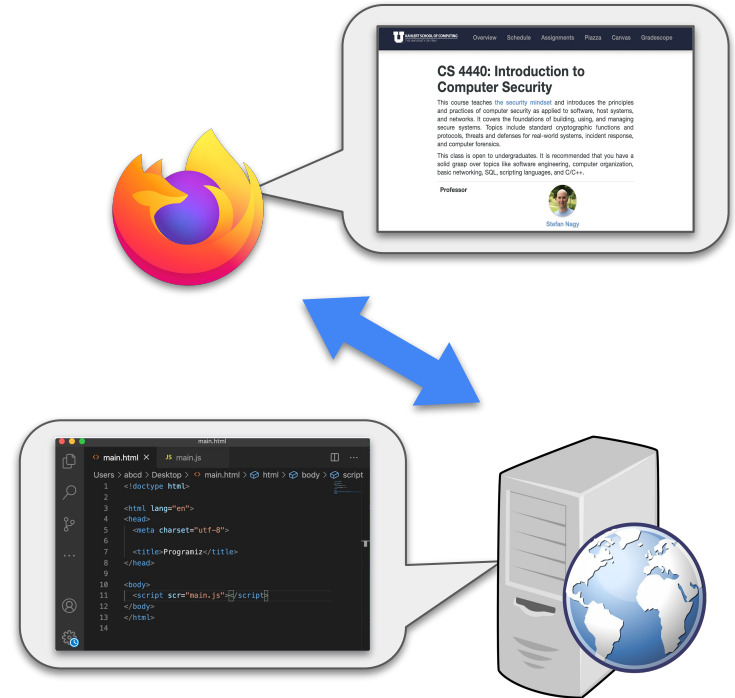 KAHLERT SCHOOL OF COMPUTING
Overview Schedule Assignments Piazza Canvas Gradescope
CS 4440: Introduction to
Computer Security
This course teaches the security mindset and introduces the principles
and practices of computer security as applied to software, host systems,
and networks. It covers the foundations of building, using, and managing
secure systems. Topics include standard cryptographic functions and
protocols, threats and defenses for real-world systems, incident response,
and computer forensics.
This class is open to undergraduates. It is recommended that you have a
solid grasp over topics like software engineering, computer organization,
basic networking, SQL, scripting languages, and C/C++.
Professor
Stefan Nagy
main.html
main.html × JS main.js
Users > abcd > Desktop > main.html > html > body > script
1 <!doctype html>
2
3 <html lang="en">
4 <head>
5 <meta charset="utf-8">
6
7 <title>Programiz</title>
8 </head>
9
10 <body>
11 <script scr="main.js"></script>
12 </body>
13 </html>
14